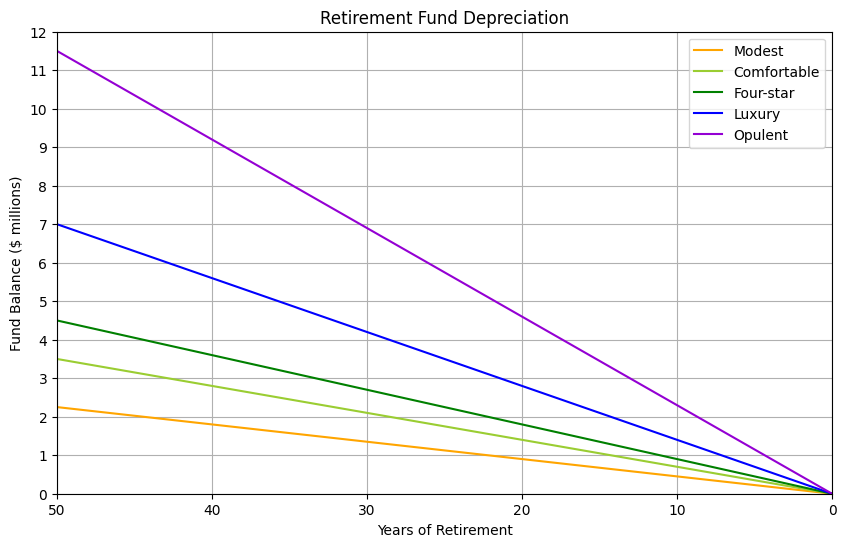 Retirement Fund Depreciation
Fund Balance ($ millions)
12
11
10
9
8
7
6
5
4
3
2
1
0
50
40
30
20
10
0
Years of Retirement
Modest
Comfortable
Four-star
Luxury
Opulent